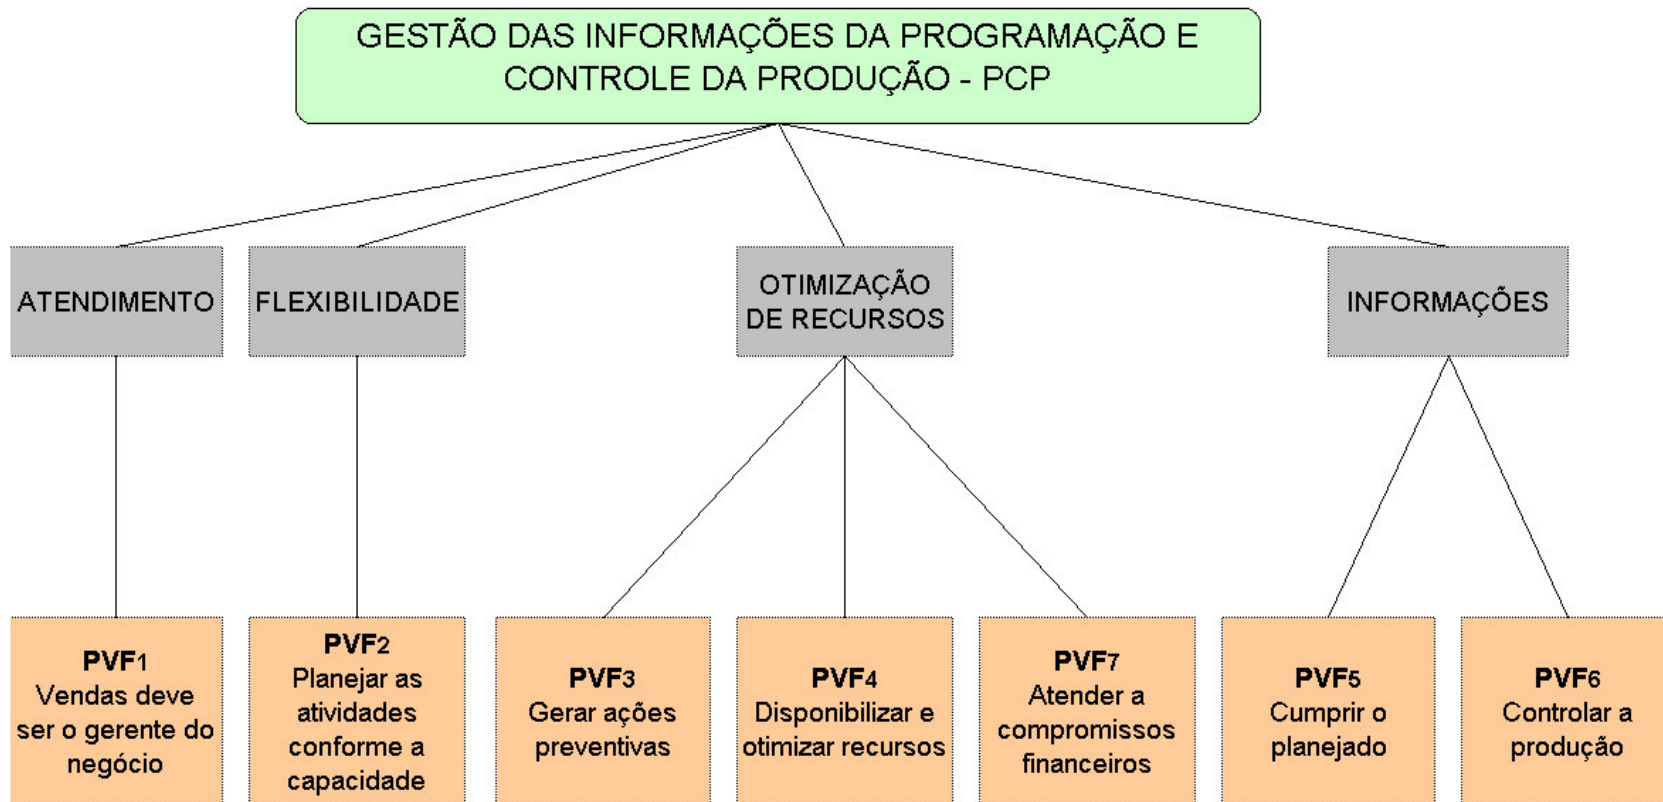 GESTÃO DAS INFORMAÇÕES DA PROGRAMAÇÃO E
CONTROLE DA PRODUÇÃO - PCP
ATENDIMENTO
FLEXIBILIDADE
OTIMIZAÇÃO
DE RECURSOS
INFORMAÇÕES
PVF1
Vendas deve
ser o gerente do
negócio
PVF2
Planejar as
atividades
conforme a
capacidade
PVF3
Gerar ações
preventivas
PVF4
Disponibilizar e
otimizar recursos
PVF7
Atender a
compromissos
financeiros
PVF5
Cumprir o
planejado
PVF6
Controlar a
produção